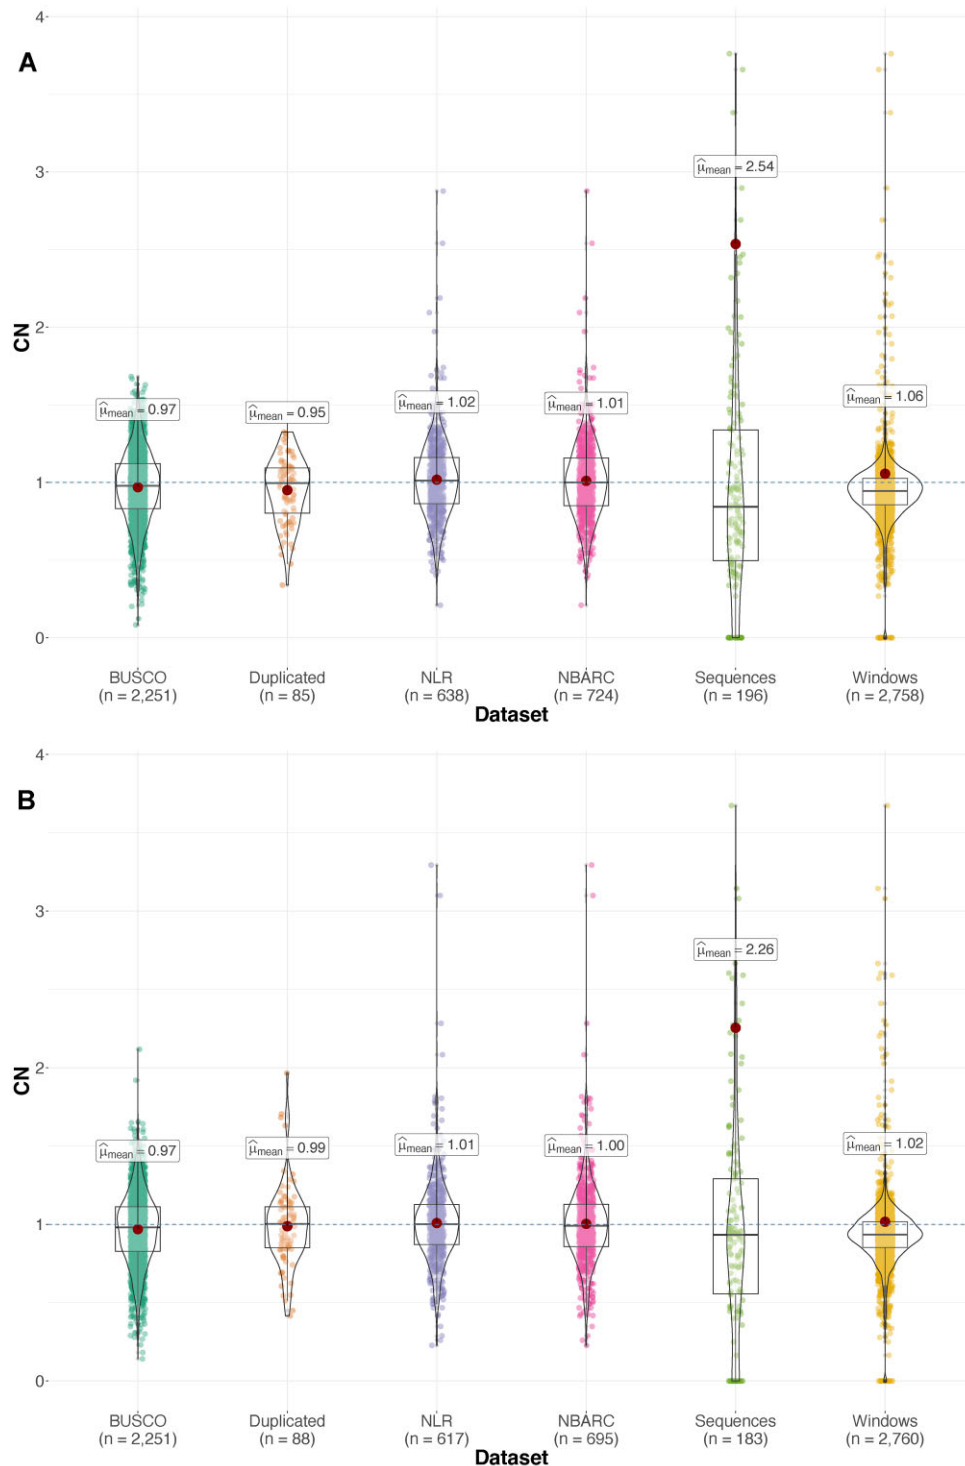 A
4
3
2
1
0
CN
μ̂mean = 0.97
μ̂mean = 0.95
μ̂mean = 1.02
μ̂mean = 1.01
μ̂mean = 2.54
μ̂mean = 1.06
BUSCO Duplicated NLR NBARC Sequences Windows
(n = 2,251) (n = 85) (n = 638) (n = 724) (n = 196) (n = 2,758)
Dataset
B
4
3
2
1
0
CN
μ̂mean = 0.97
μ̂mean = 0.99
μ̂mean = 1.01
μ̂mean = 1.00
μ̂mean = 2.26
μ̂mean = 1.02
BUSCO Duplicated NLR NBARC Sequences Windows
(n = 2,251) (n = 88) (n = 617) (n = 695) (n = 183) (n = 2,760)
Dataset